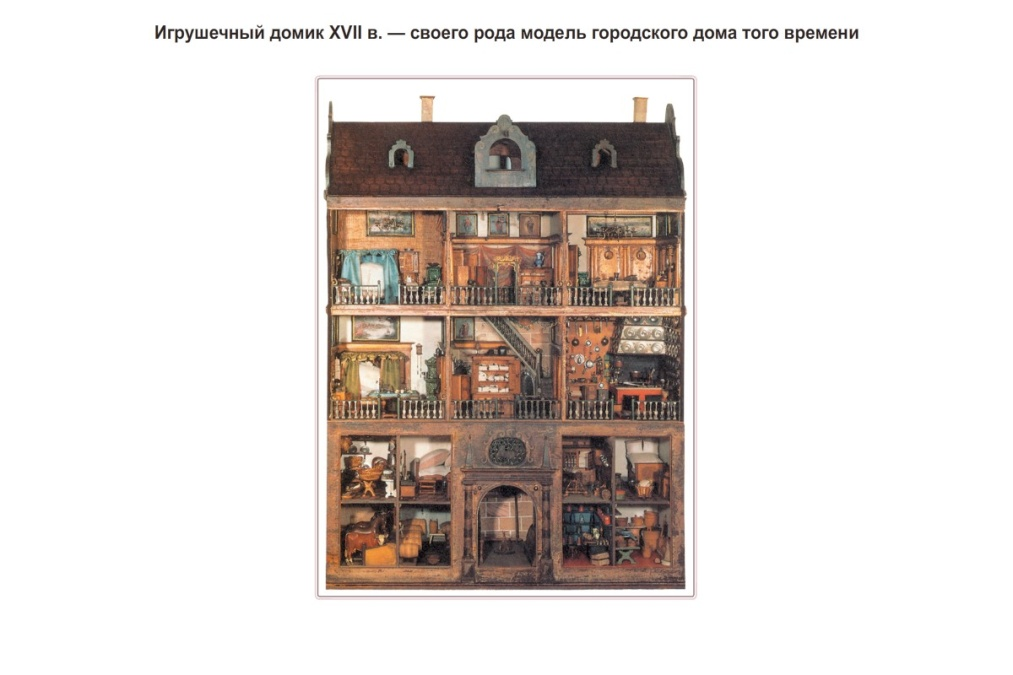 Игрушечный домик XVII в. — своего рода модель городского дома того времени